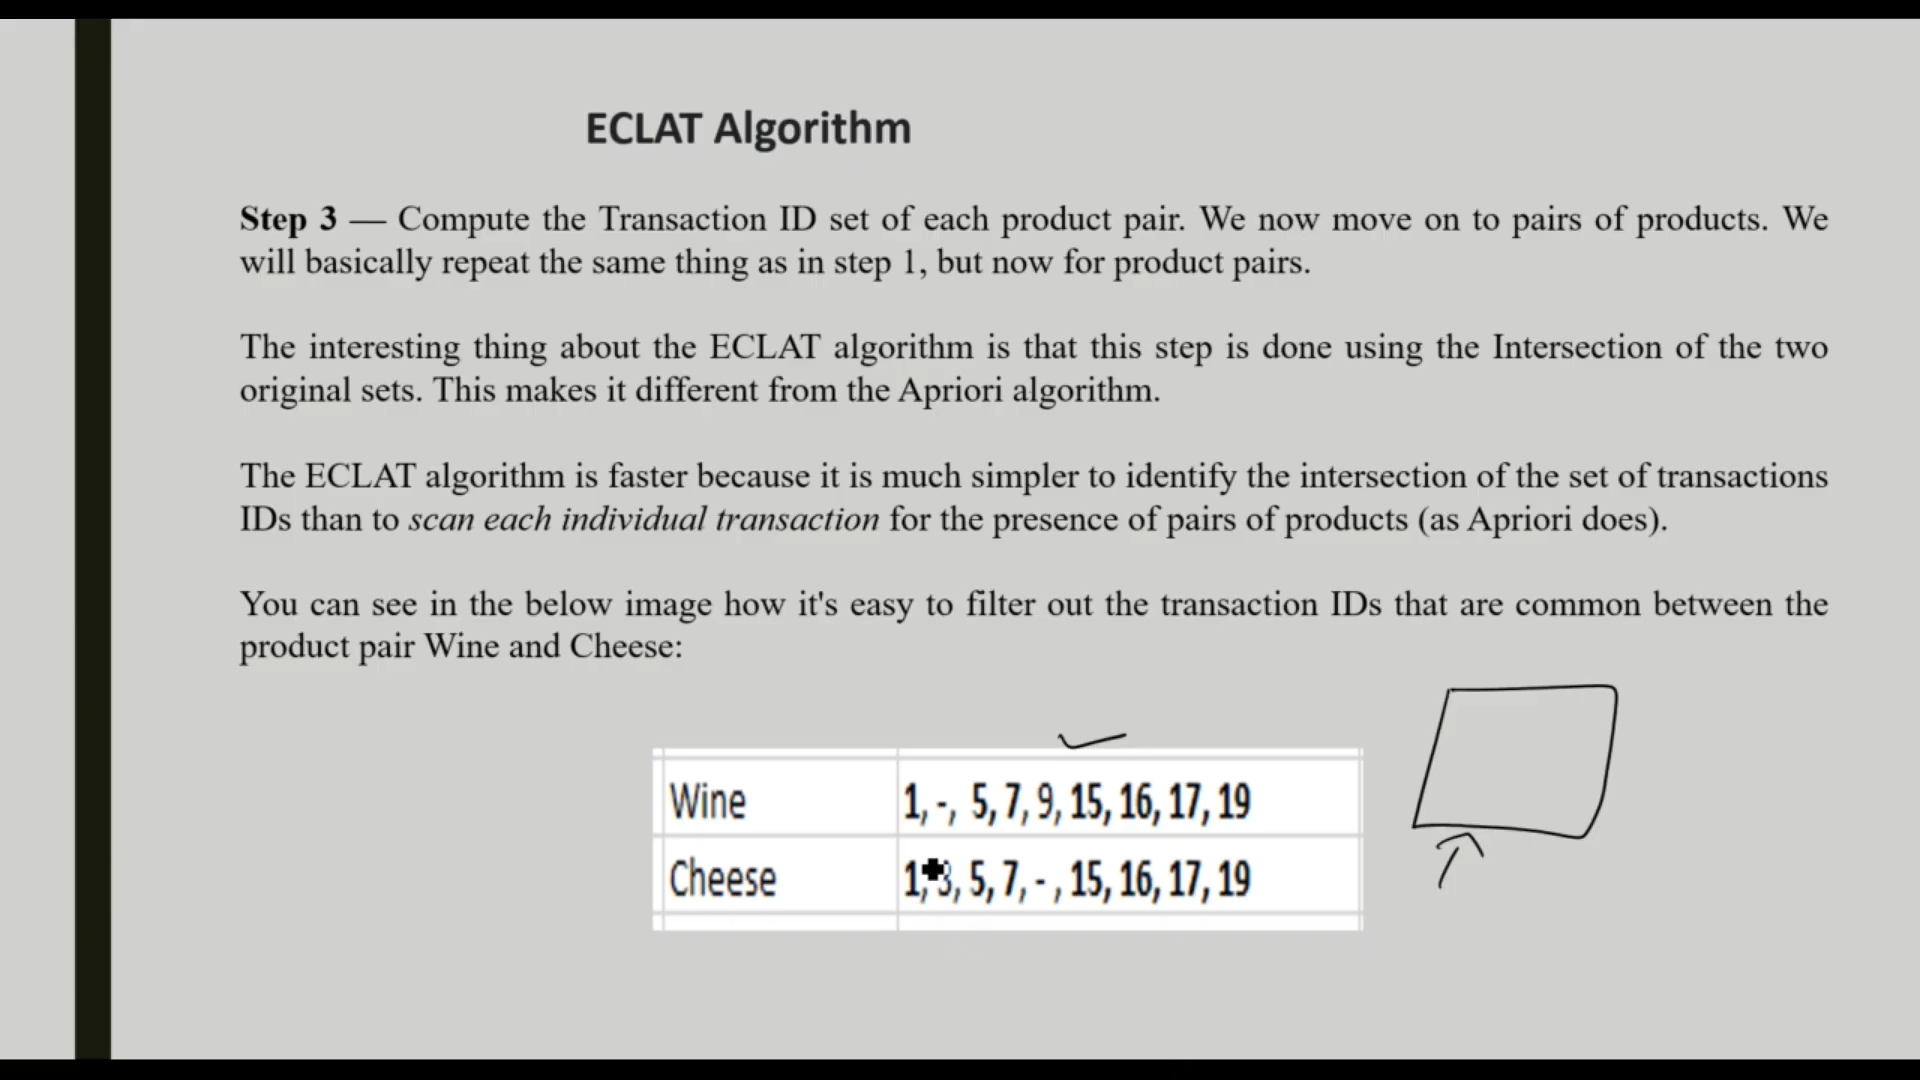 ECLAT Algorithm
Step 3 — Compute the Transaction ID set of each product pair. We now move on to pairs of products. We
will basically repeat the same thing as in step 1, but now for product pairs.
The interesting thing about the ECLAT algorithm is that this step is done using the Intersection of the two
original sets. This makes it different from the Apriori algorithm.
The ECLAT algorithm is faster because it is much simpler to identify the intersection of the set of transactions
IDs than to scan each individual transaction for the presence of pairs of products (as Apriori does).
You can see in the below image how it's easy to filter out the transaction IDs that are common between the
product pair Wine and Cheese:
Wine 1, -, 5, 7, 9, 15, 16, 17, 19
Cheese 1, 3, 5, 7, - , 15, 16, 17, 19